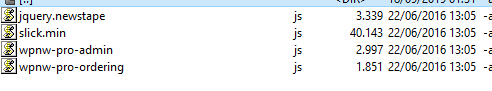 [..] <DIR>
jquery.newstape js 3.339 22/06/2016 13:05 -a
slick.min js 40.143 22/06/2016 13:05 -a
wpnw-pro-admin js 2.997 22/06/2016 13:05 -a
wpnw-pro-ordering js 1.851 22/06/2016 13:05 -a